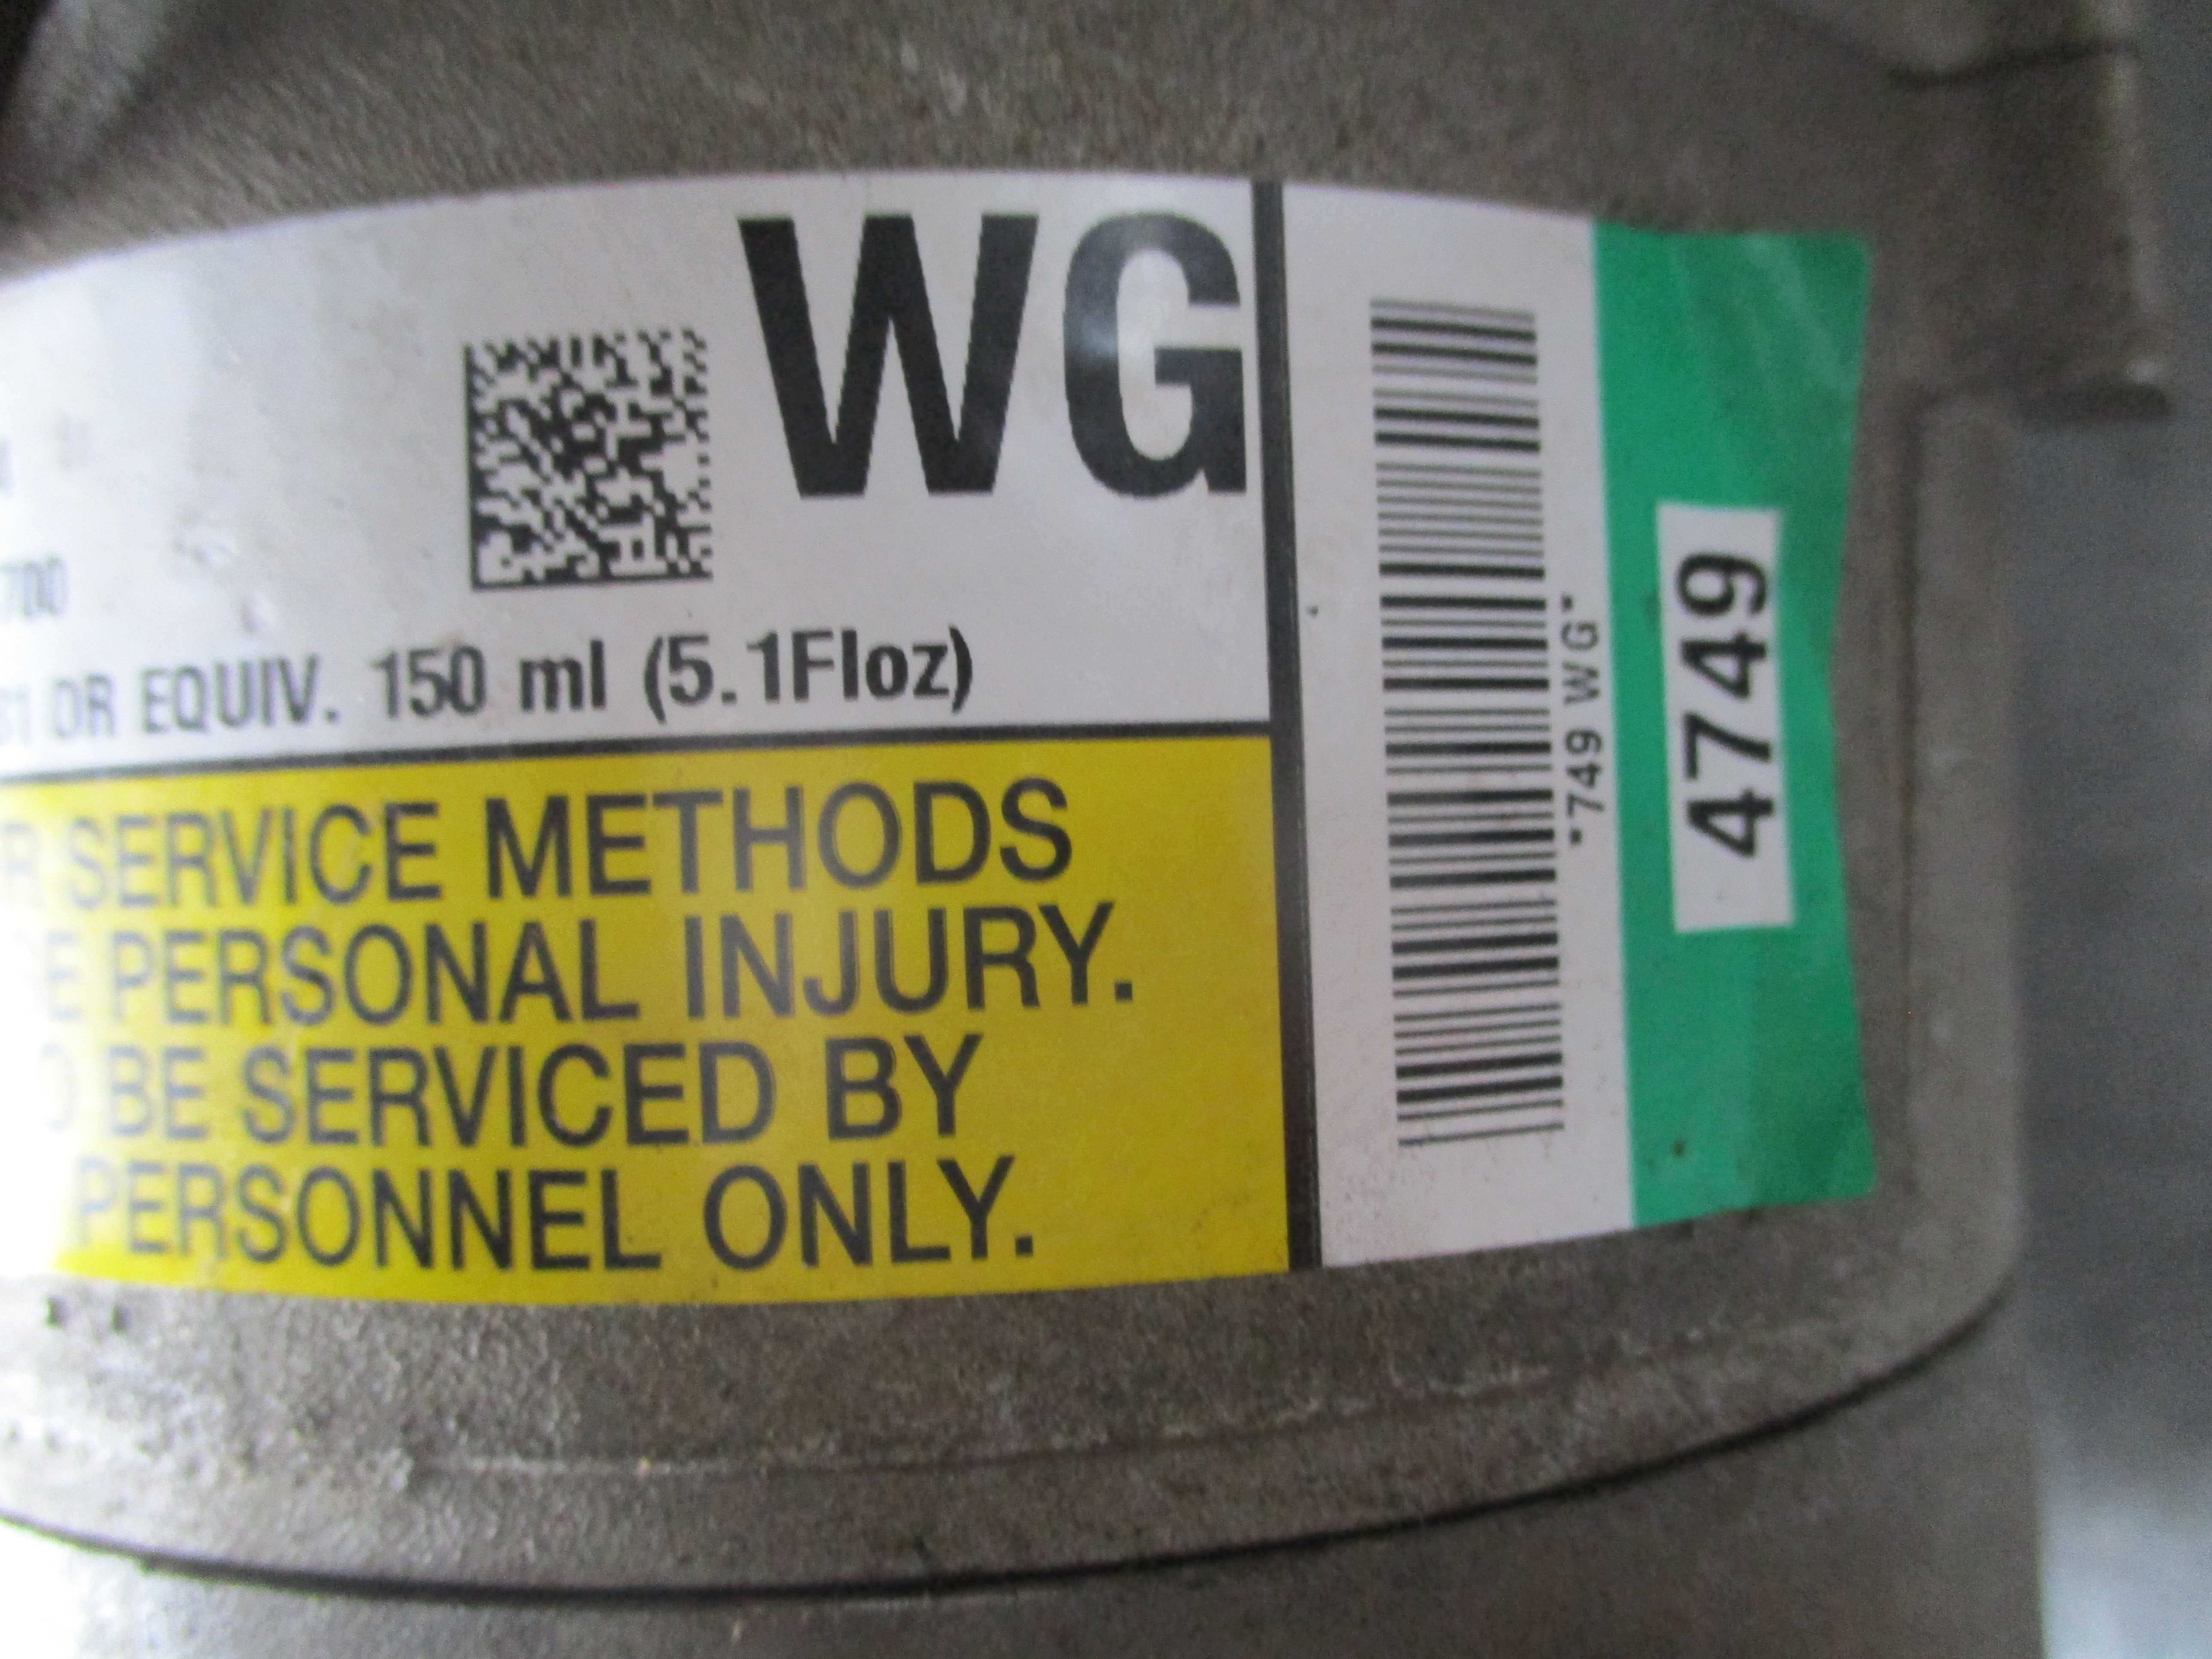 WG
700
OR EQUIV. 150 ml (5.1Floz)
SERVICE METHODS
PERSONAL INJURY.
BE SERVICED BY
PERSONNEL ONLY.
*749 WG*
4749